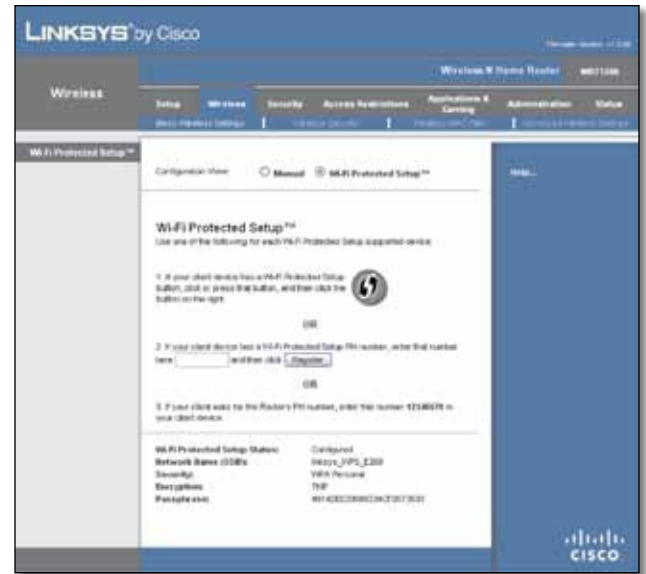 LINKSYS® by Cisco
Wireless-N Home Router
Wireless
Setup Wireless Security Access Restrictions Applications & Gaming Administration Status
Basic Wireless Settings
Wi-Fi Protected Setup™
Configuration View: Manual Wi-Fi Protected Setup™
Help...
Wi-Fi Protected Setup™
Use one of the following for each Wi-Fi Protected Setup supported device:
1. If your client device has a Wi-Fi Protected Setup
button, click or press that button, and then click the
button on the right.
OR
2. If your client device has a Wi-Fi Protected Setup PIN number, enter that number
here and then click Register
OR
3. If your client asks for the Router's PIN number, enter this number in
your client device.
Wi-Fi Protected Setup Status: Configured
Network Name (SSID):
Security: WPA Personal
Encryption: TKIP
Passphrase:
CISCO